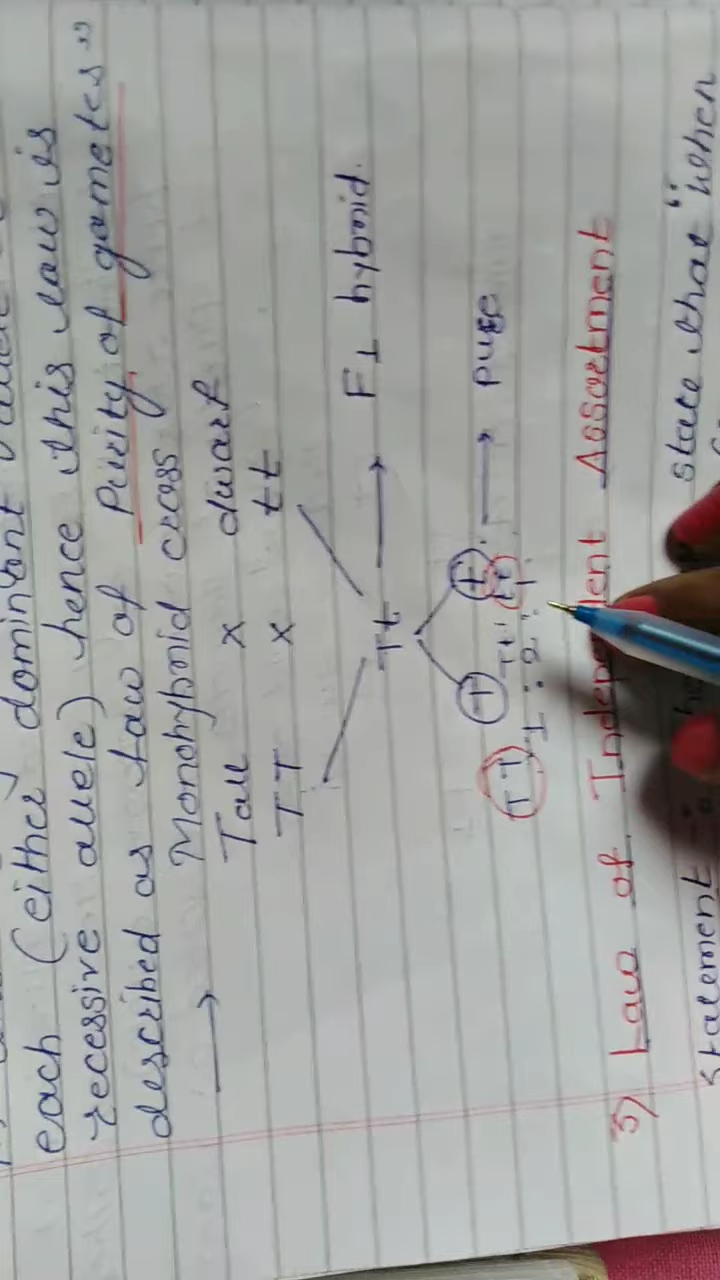 each (either dominant
recessive allele) hence this law is
described as law of Purity of gametes"
→ Monohybrid cross
Tall × dwarf
TT × tt
Tt → F1 hybrid.
T t → pure
TT Tt tt
1 : 2 : 1
3) Law of Independent Assortment
Statement state that "when